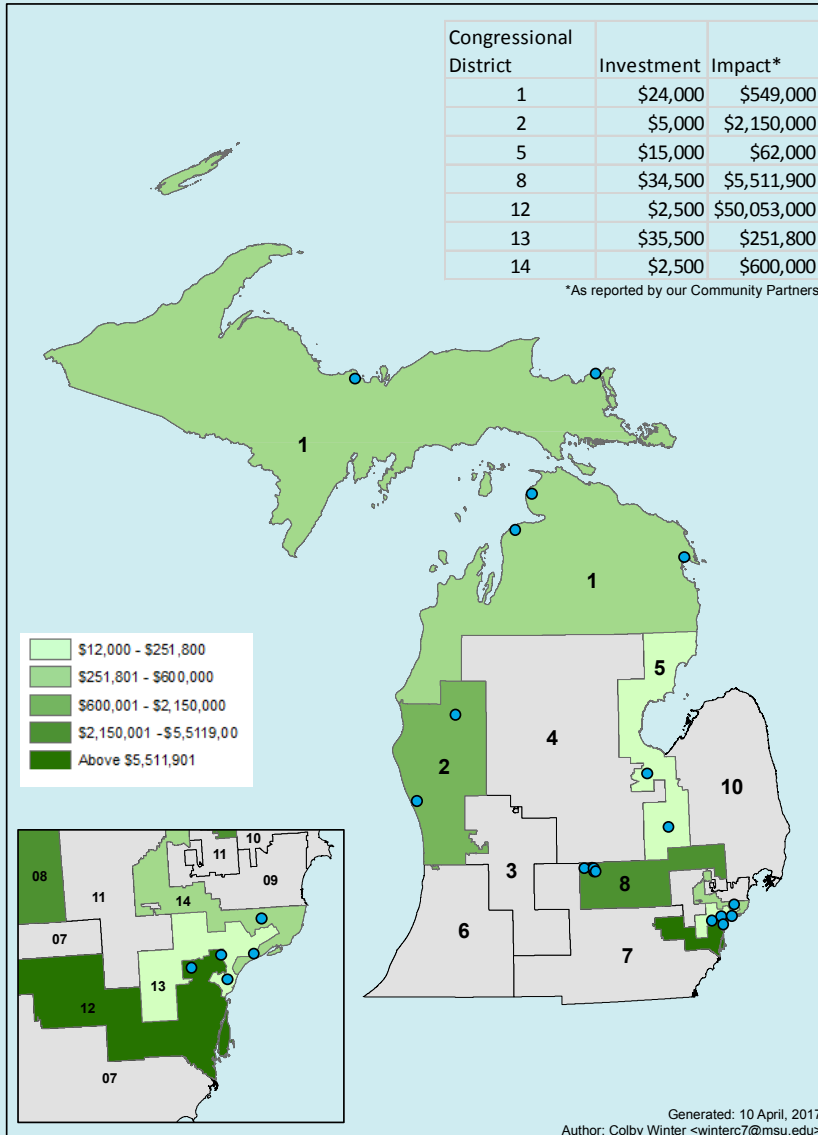 Congressional
District Investment Impact*
1 $24,000 $549,000
2 $5,000 $2,150,000
5 $15,000 $62,000
8 $34,500 $5,511,900
12 $2,500 $50,053,000
13 $35,500 $251,800
14 $2,500 $600,000
*As reported by our Community Partners
1
1
5
4
2
10
3
8
6
7
$12,000 - $251,800
$251,801 - $600,000
$600,001 - $2,150,000
$2,150,001 - $5,5119,00
Above $5,511,901
10
11
08
11
09
14
07
13
12
07
Generated: 10 April, 2017
Author: Colby Winter <winterc7@msu.edu>